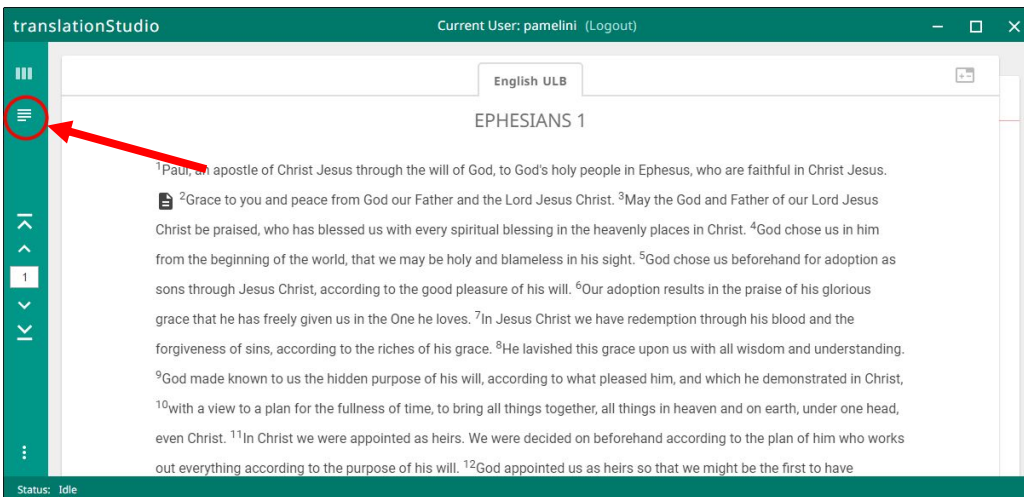 translationStudio Current User: pamelini (Logout)
English ULB
EPHESIANS 1
1Paul, an apostle of Christ Jesus through the will of God, to God's holy people in Ephesus, who are faithful in Christ Jesus.
2Grace to you and peace from God our Father and the Lord Jesus Christ. 3May the God and Father of our Lord Jesus
Christ be praised, who has blessed us with every spiritual blessing in the heavenly places in Christ. 4God chose us in him
from the beginning of the world, that we may be holy and blameless in his sight. 5God chose us beforehand for adoption as
1
sons through Jesus Christ, according to the good pleasure of his will. 6Our adoption results in the praise of his glorious
grace that he has freely given us in the One he loves. 7In Jesus Christ we have redemption through his blood and the
forgiveness of sins, according to the riches of his grace. 8He lavished this grace upon us with all wisdom and understanding.
9God made known to us the hidden purpose of his will, according to what pleased him, and which he demonstrated in Christ,
10with a view to a plan for the fullness of time, to bring all things together, all things in heaven and on earth, under one head,
even Christ. 11In Christ we were appointed as heirs. We were decided on beforehand according to the plan of him who works
out everything according to the purpose of his will. 12God appointed us as heirs so that we might be the first to have
Status: Idle